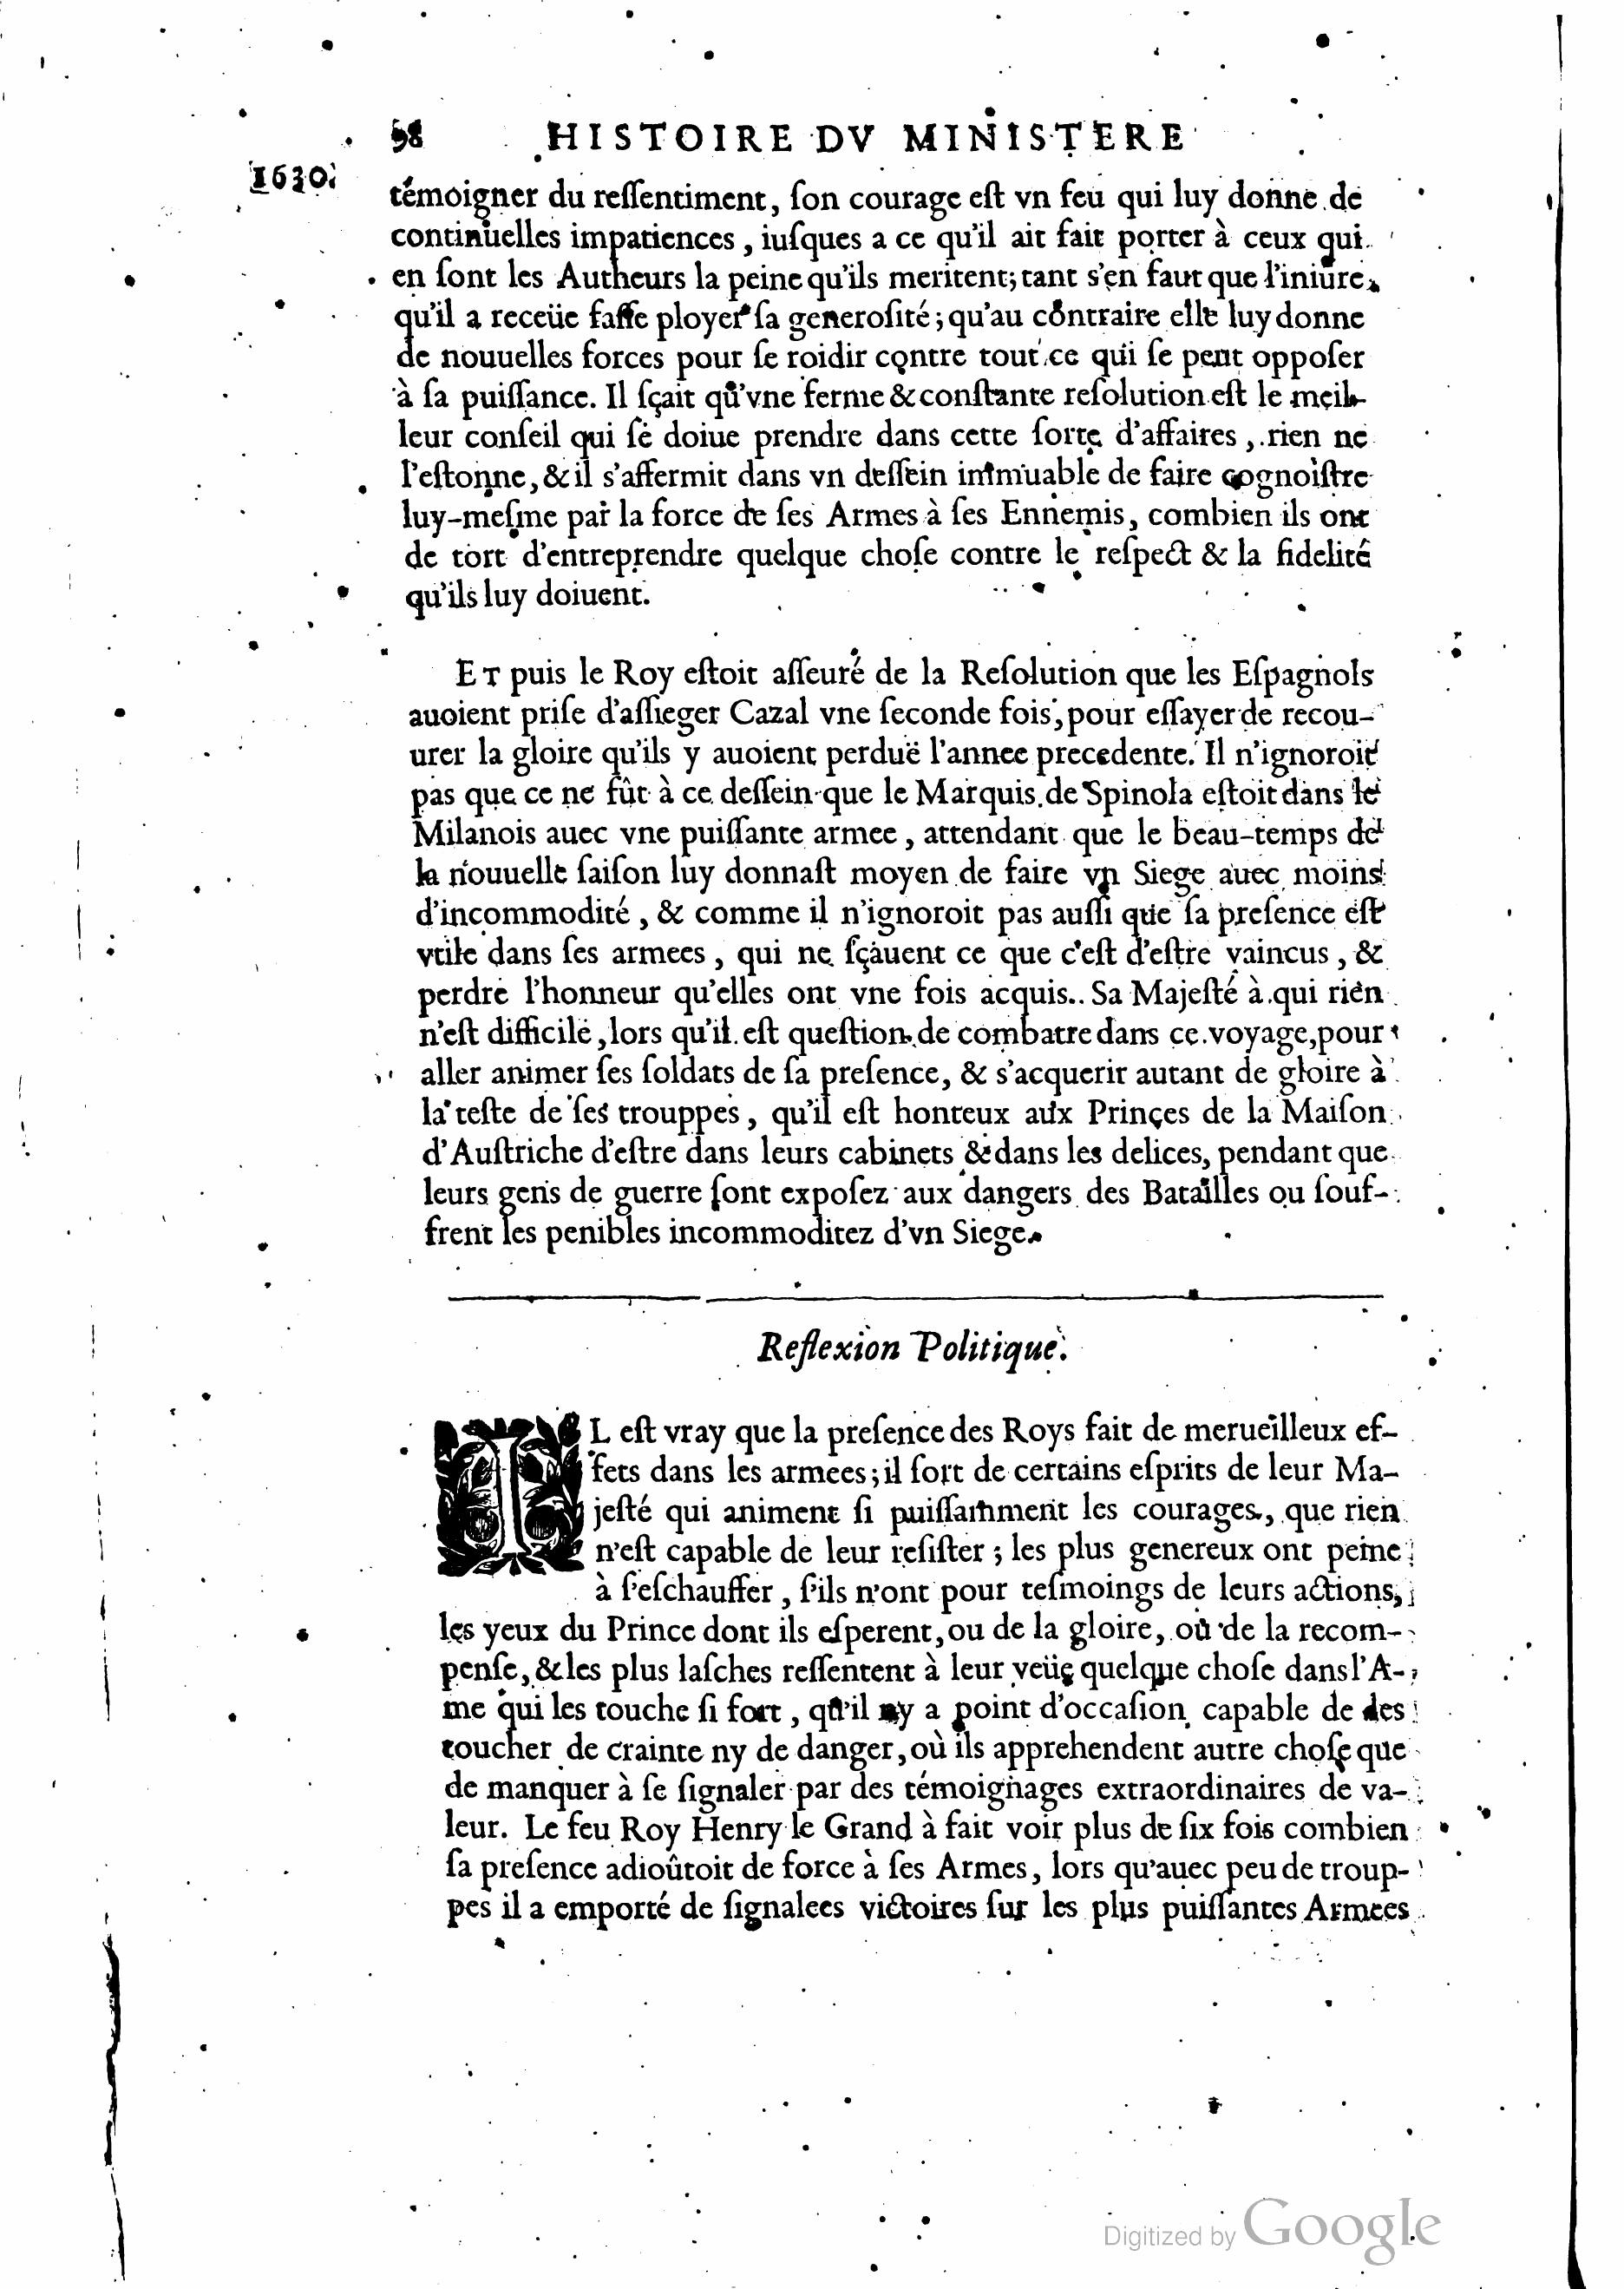 98 HISTOIRE DV MINISTERE
1630.
témoigner du reſſentiment, ſon courage eſt vn feu qui luy donne de
continuelles impatiences, iuſques a ce qu'il ait fait porter à ceux qui
en ſont les Autheurs la peine qu'ils meritent; tant s'en faut que l'iniure,
qu'il a receüe faſſe ployer ſa generoſité; qu'au contraire elle luy donne
de nouuelles forces pour ſe roidir contre tout ce qui ſe peut oppoſer
à ſa puiſſance. Il ſçait qu'vne ferme & conſtante reſolution eſt le meil-
leur conſeil qui ſe doiue prendre dans cette ſorte d'affaires, rien ne
l'eſtonne, & il s'affermit dans vn deſſein immuable de faire cognoiſtre
luy-meſme par la force de ſes Armes à ſes Ennemis, combien ils ont
de tort d'entreprendre quelque choſe contre le reſpect & la fidelité
qu'ils luy doiuent.
ET puis le Roy eſtoit aſſeuré de la Reſolution que les Eſpagnols
auoient priſe d'aſſieger Cazal vne ſeconde fois, pour eſſayer de recou-
urer la gloire qu'ils y auoient perduë l'annee precedente. Il n'ignoroit
pas que ce ne fût à ce deſſein que le Marquis de Spinola eſtoit dans le
Milanois auec vne puiſſante armee, attendant que le beau-temps de
la nouuelle ſaiſon luy donnaſt moyen de faire vn Siege auec moins
d'incommodité, & comme il n'ignoroit pas auſſi que ſa preſence eſt
vtile dans ſes armees, qui ne ſçauent ce que c'eſt d'eſtre vaincus, &
perdre l'honneur qu'elles ont vne fois acquis.. Sa Majeſté à qui rien
n'eſt difficile, lors qu'il eſt queſtion de combatre dans ce voyage, pour
aller animer ſes ſoldats de ſa preſence, & s'acquerir autant de gloire à
la teſte de ſes trouppes, qu'il eſt honteux aux Princes de la Maiſon
d'Auſtriche d'eſtre dans leurs cabinets & dans les delices, pendant que
leurs gens de guerre ſont expoſez aux dangers des Batailles ou ſouf-
frent les penibles incommoditez d'vn Siege.
Reflexion Politique.
IL eſt vray que la preſence des Roys fait de merueilleux ef-
fets dans les armees; il ſort de certains eſprits de leur Ma-
jeſté qui animent ſi puiſſamment les courages, que rien
n'eſt capable de leur reſiſter; les plus genereux ont peine
à ſ'eſchauffer, ſ'ils n'ont pour teſmoings de leurs actions,
les yeux du Prince dont ils eſperent, ou de la gloire, où de la recom-
penſe, & les plus laſches reſſentent à leur veüe quelque choſe dans l'A-
me qui les touche ſi fort, qu'il ny a point d'occaſion capable de des
toucher de crainte ny de danger, où ils apprehendent autre choſe que
de manquer à ſe ſignaler par des témoignages extraordinaires de va-
leur. Le feu Roy Henry le Grand à fait voir plus de ſix fois combien
ſa preſence adioûtoit de force à ſes Armes, lors qu'auec peu de troup-
pes il a emporté de ſignalees victoires ſur les plus puiſſantes Armees
Digitized by Google